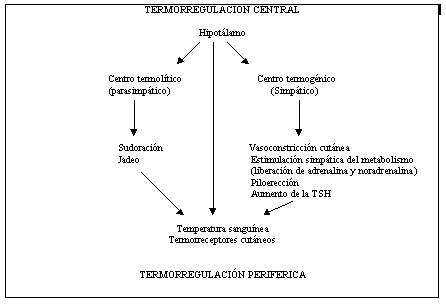 TERMORREGULACION CENTRAL
Hipotálamo
Centro termolítico
(parasimpático)
Centro termogénico
(Simpático)
Sudoración
Jadeo
Vasoconstricción cutánea
Estimulación simpática del metabolismo
(liberación de adrenalina y noradrenalina)
Piloerección
Aumento de la TSH
Temperatura sanguínea
Termorreceptores cutáneos
TERMORREGULACIÓN PERIFERICA